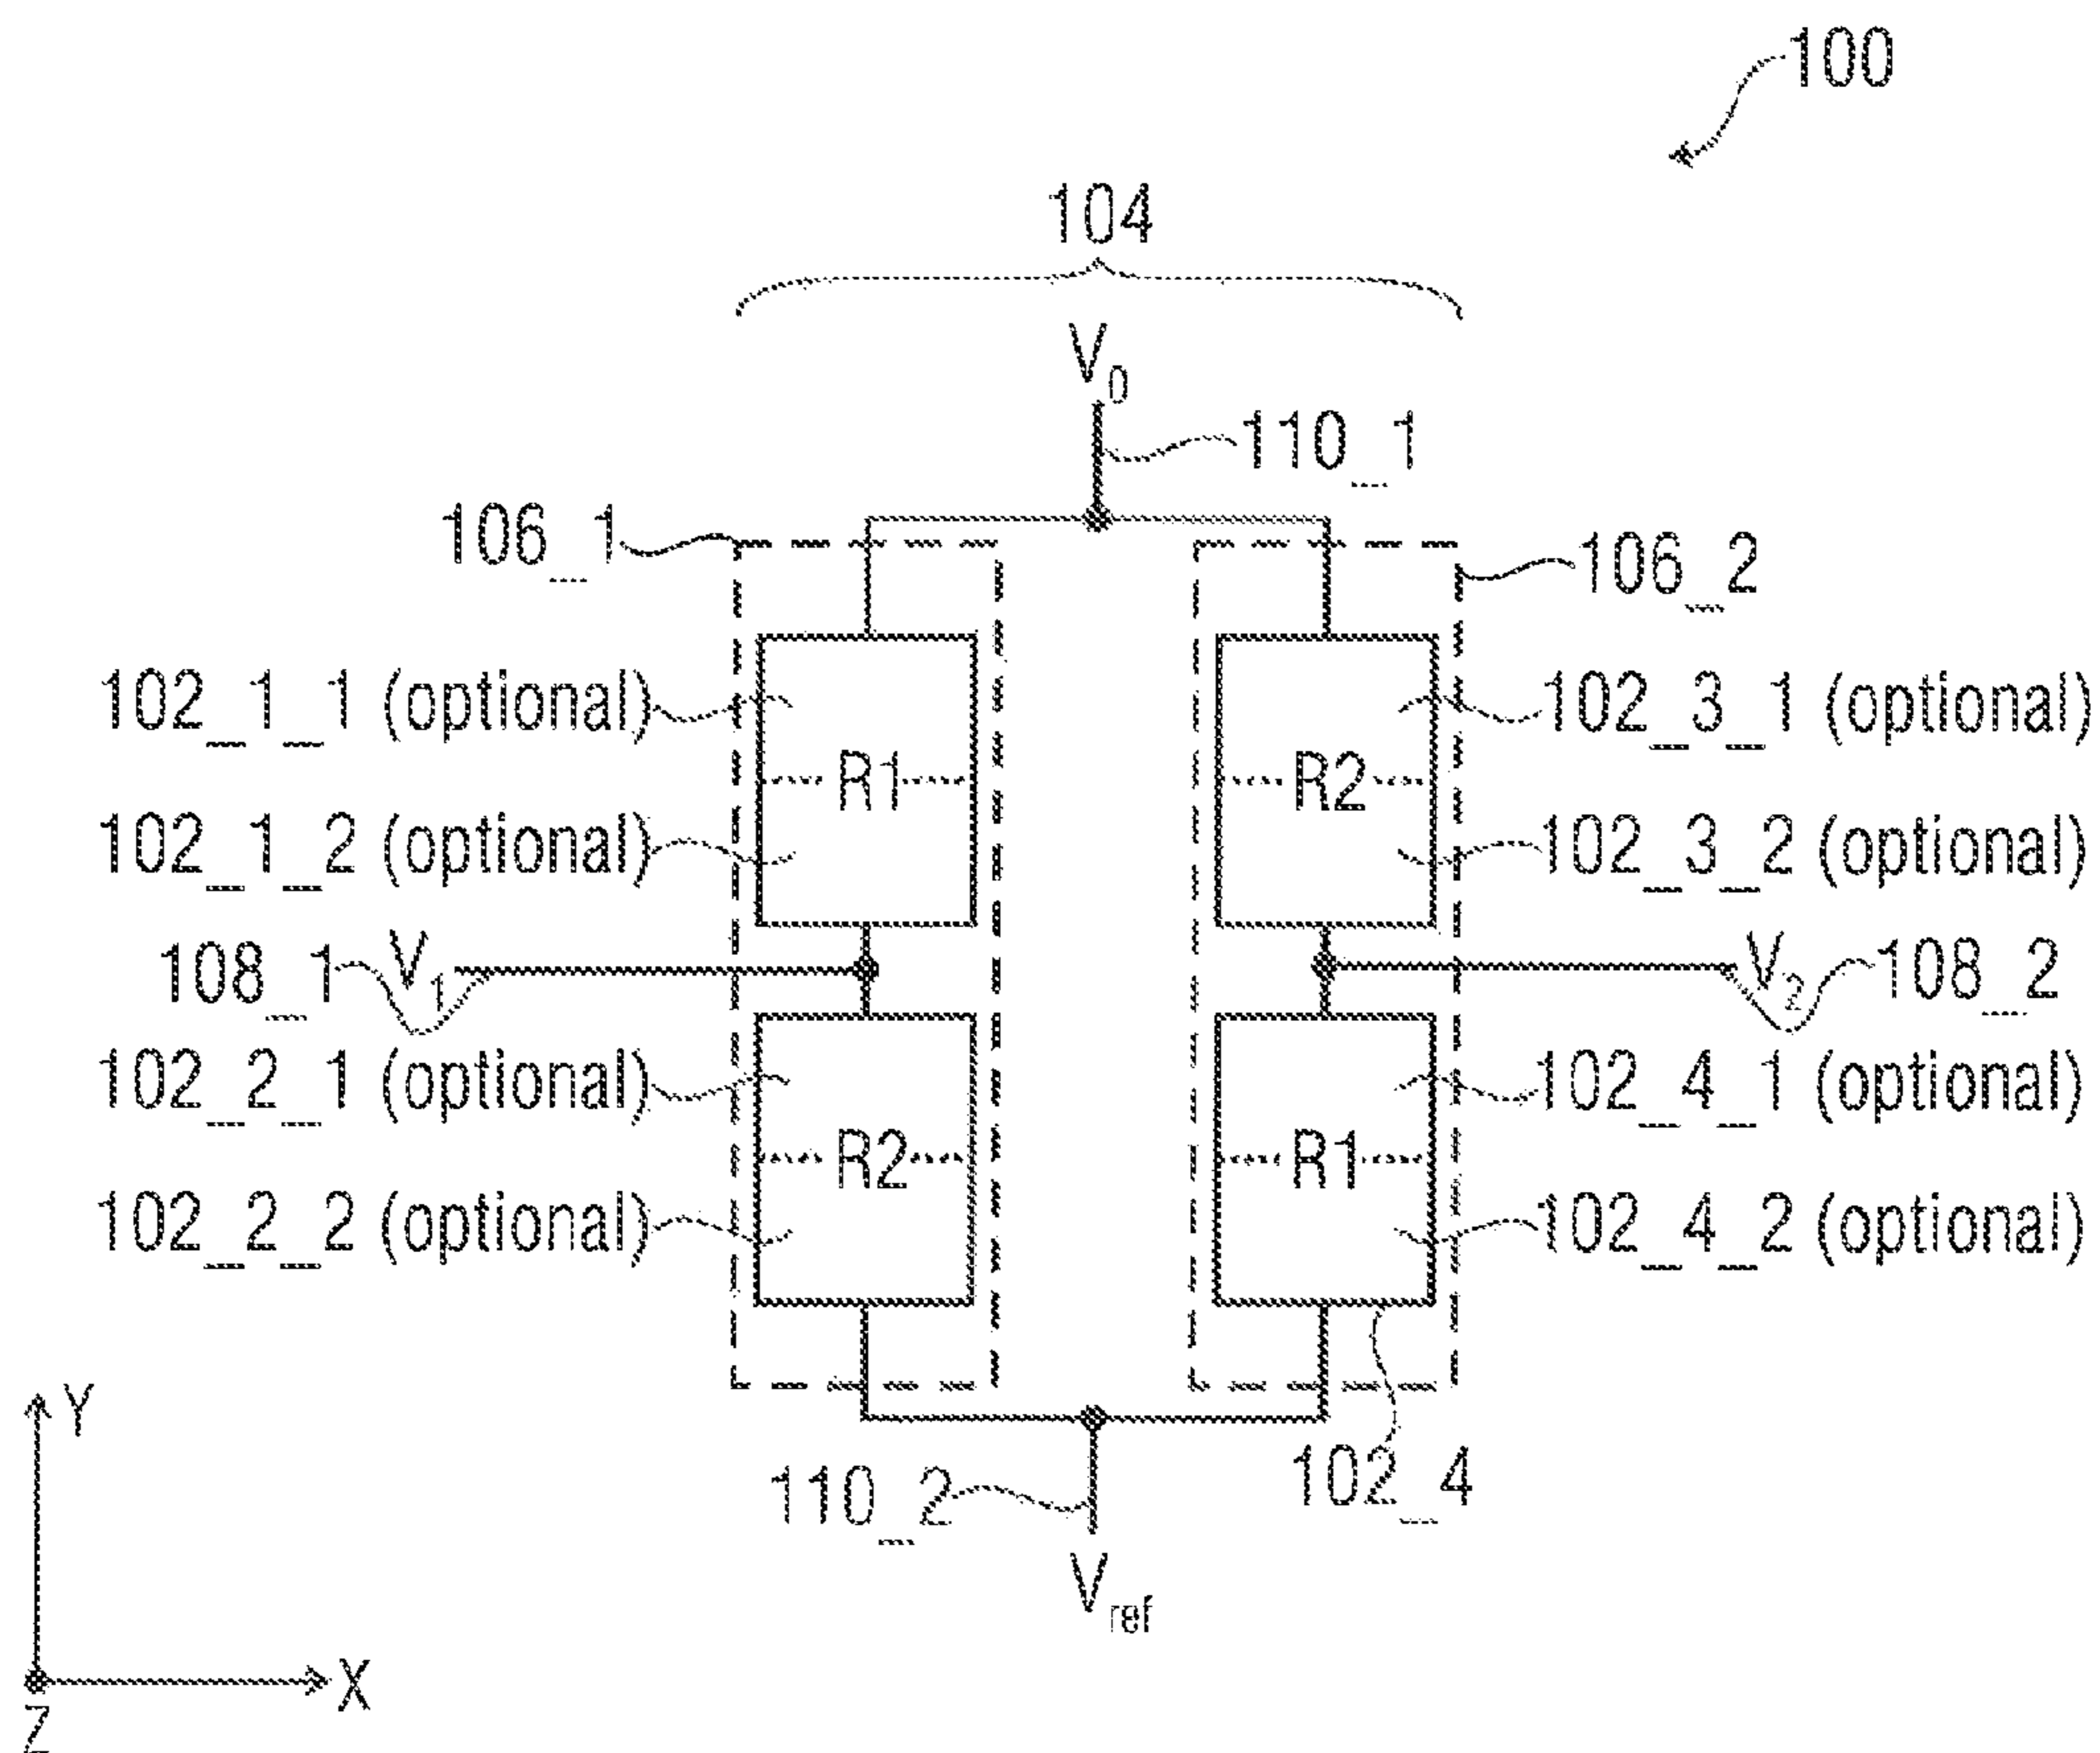 100
104
V0
110_1
106_1
106_2
102_1_1 (optional)
102_3_1 (optional)
R1
R2
102_1_2 (optional)
102_3_2 (optional)
108_1
V1
V2
108_2
102_2_1 (optional)
102_4_1 (optional)
R2
R1
102_2_2 (optional)
102_4_2 (optional)
Y
110_2
102_4
Vref
X
Z